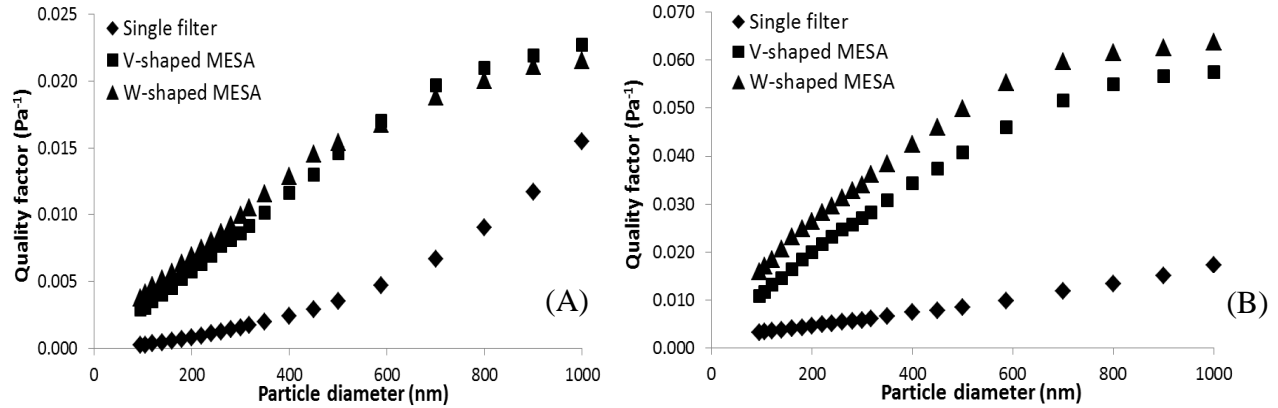 0.025
0.020
0.015
0.010
0.005
0.000
0
200
400
600
800
1000
Quality factor (Pa⁻¹)
Particle diameter (nm)
Single filter
V-shaped MESA
W-shaped MESA
(A)
0.070
0.060
0.050
0.040
0.030
0.020
0.010
0.000
0
200
400
600
800
1000
Quality factor (Pa⁻¹)
Particle diameter (nm)
Single filter
V-shaped MESA
W-shaped MESA
(B)